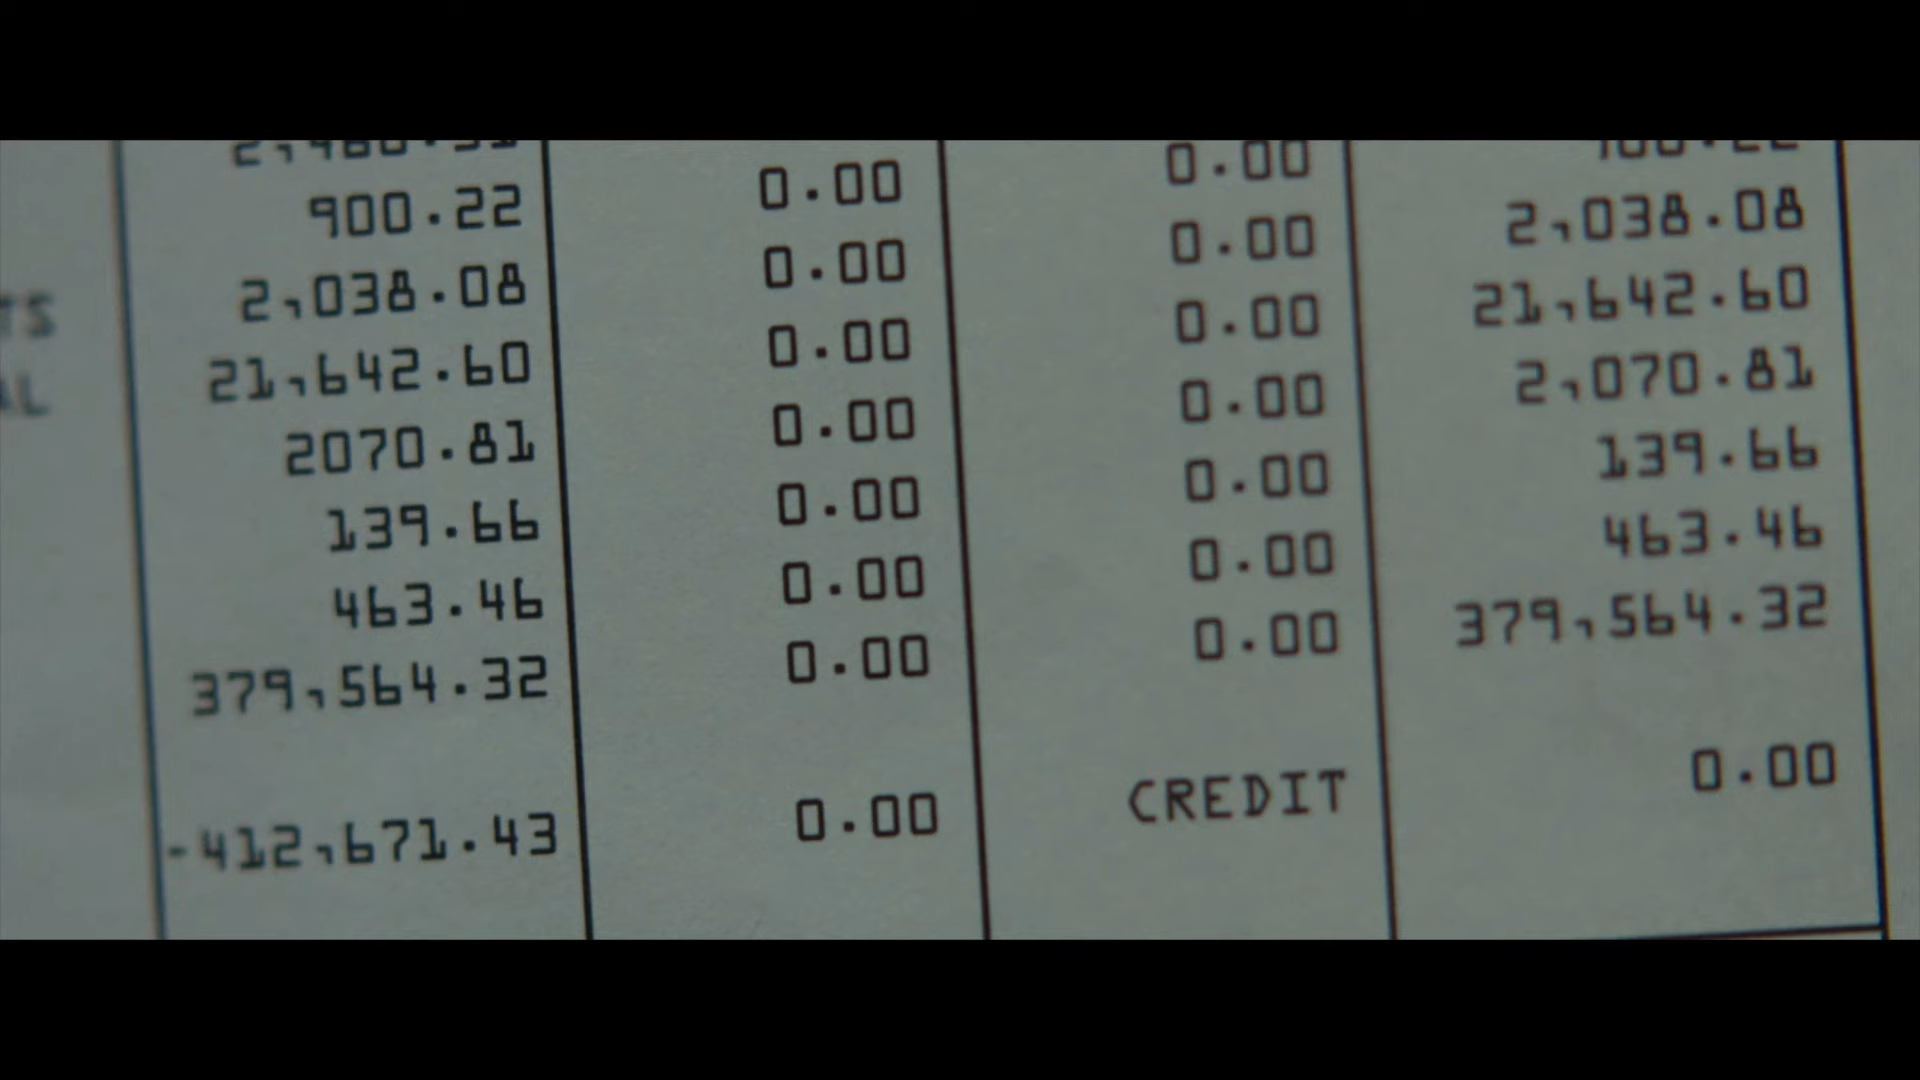 2,480.31
900.22 0.00 0.00
2,038.08 0.00 0.00 2,038.08
21,642.60 0.00 0.00 21,642.60
2070.81 0.00 0.00 2,070.81
139.66 0.00 0.00 139.66
463.46 0.00 0.00 463.46
379,564.32 0.00 0.00 379,564.32
-412,671.43 0.00 CREDIT 0.00